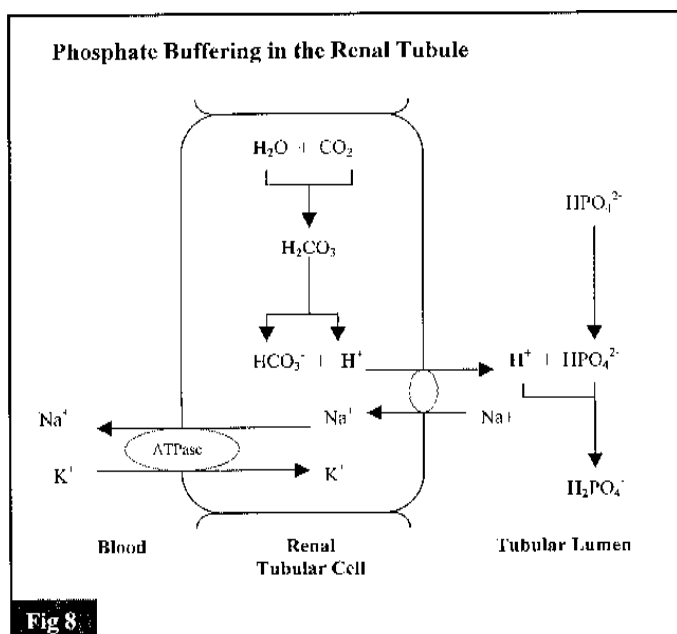 Phosphate Buffering in the Renal Tubule
H₂O + CO₂
HPO₄²⁻
H₂CO₃
HCO₃⁻ + H⁺
H⁺ + HPO₄²⁻
Na⁺
Na⁺
Na+
ATPase
K⁺
K⁺
H₂PO₄⁻
Blood
Renal
Tubular Cell
Tubular Lumen
Fig 8